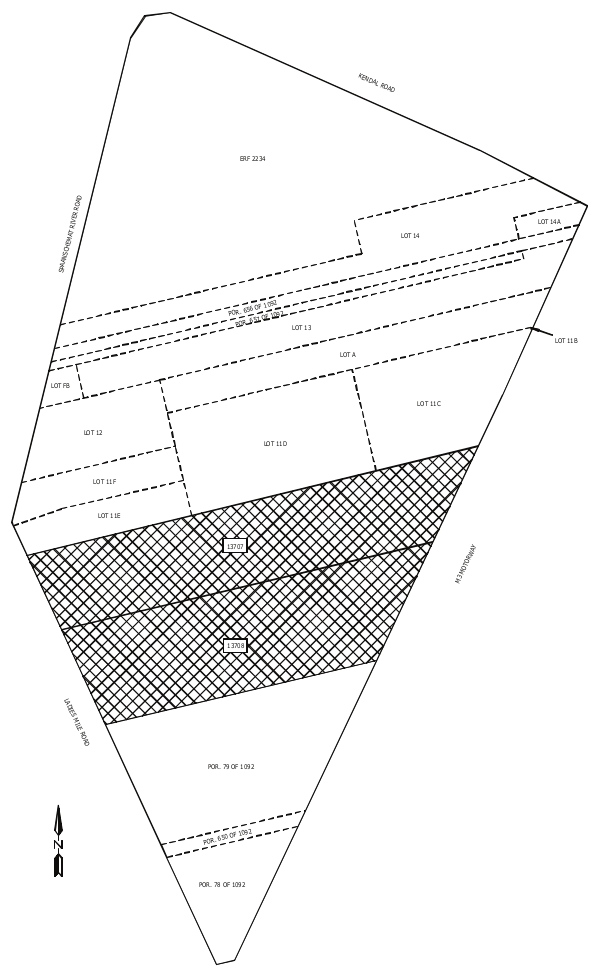 KENDAL ROAD
ERF 2234
SPAANSCHEMAT RIVER ROAD
LOT 14A
LOT 14
POR. 656 OF 1092
POR. 651 OF 1092
LOT 13
LOT 11B
LOT A
LOT FB
LOT 11C
LOT 12
LOT 11D
LOT 11F
LOT 11E
13707
M3 MOTORWAY
13708
LADIES MILE ROAD
POR. 79 OF 1092
POR. 650 OF 1092
N
POR. 78 OF 1092